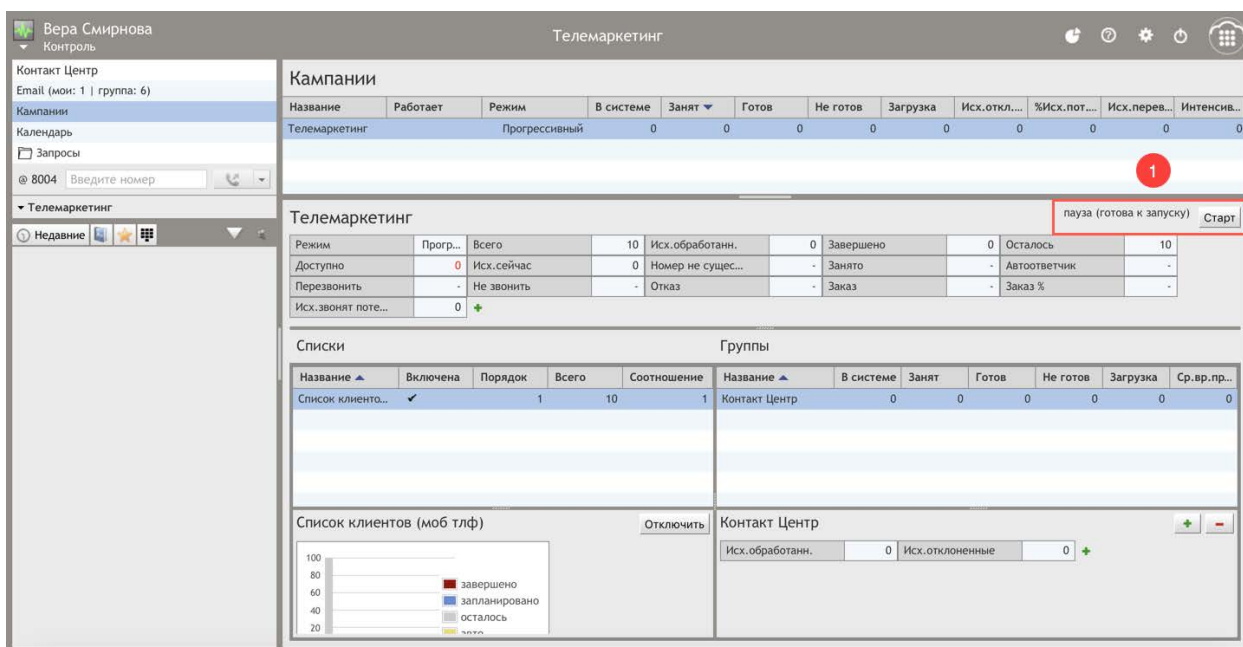 Вера Смирнова
Контроль
Телемаркетинг
Контакт Центр
Email (мои: 1 | группа: 6)
Кампании
Календарь
Запросы
@ 8004 Введите номер
Телемаркетинг
Недавние
Кампании
Название Работает Режим В системе Занят Готов Не готов Загрузка Исх.откл.... %Исх.пот.... Исх.перев... Интенсив...
Телемаркетинг Прогрессивный 0 0 0 0 0 0 0 0 0
1
Телемаркетинг
пауза (готова к запуску) Старт
Режим Прогр... Всего 10 Исх.обработанн. 0 Завершено 0 Осталось 10
Доступно 0 Исх.сейчас 0 Номер не сущес... - Занято - Автоответчик -
Перезвонить - Не звонить - Отказ - Заказ - Заказ % -
Исх.звонят поте... 0 +
Списки
Название Включена Порядок Всего Соотношение
Список клиенто... ✔ 1 10 1
Группы
Название В системе Занят Готов Не готов Загрузка Ср.вр.пр...
Контакт Центр 0 0 0 0 0 0
Список клиентов (моб тлф) Отключить
100
80
60
40
20
завершено
запланировано
осталось
Контакт Центр + -
Исх.обработанн. 0 Исх.отклоненные 0 +